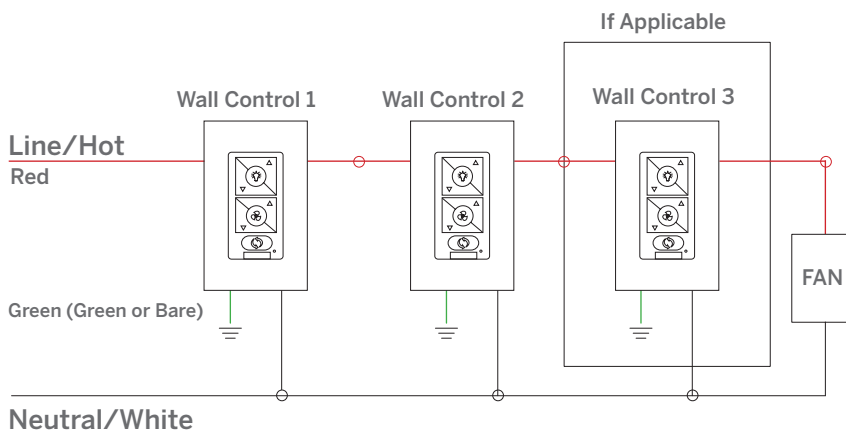 If Applicable
Wall Control 1
Wall Control 2
Wall Control 3
Line/Hot
Red
FAN
Green (Green or Bare)
Neutral/White